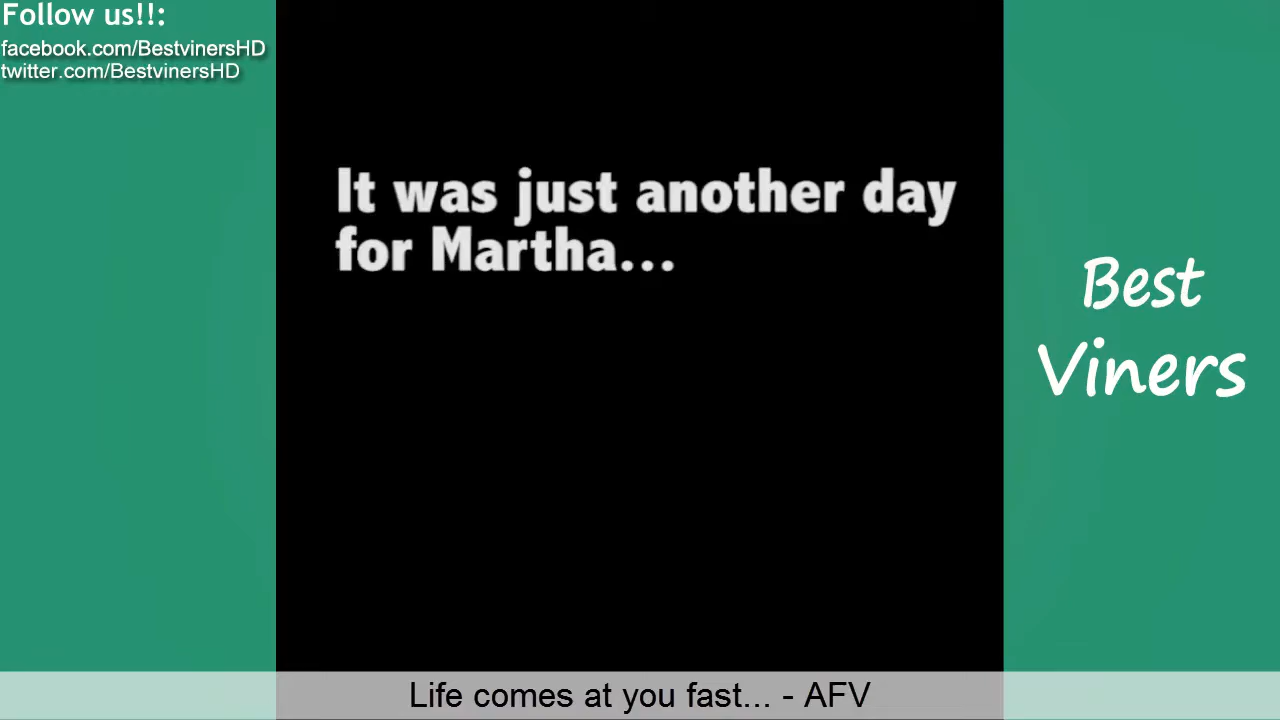 Follow us!!:
facebook.com/BestvinersHD
twitter.com/BestvinersHD
It was just another day
for Martha...
Best
Viners
Life comes at you fast... - AFV